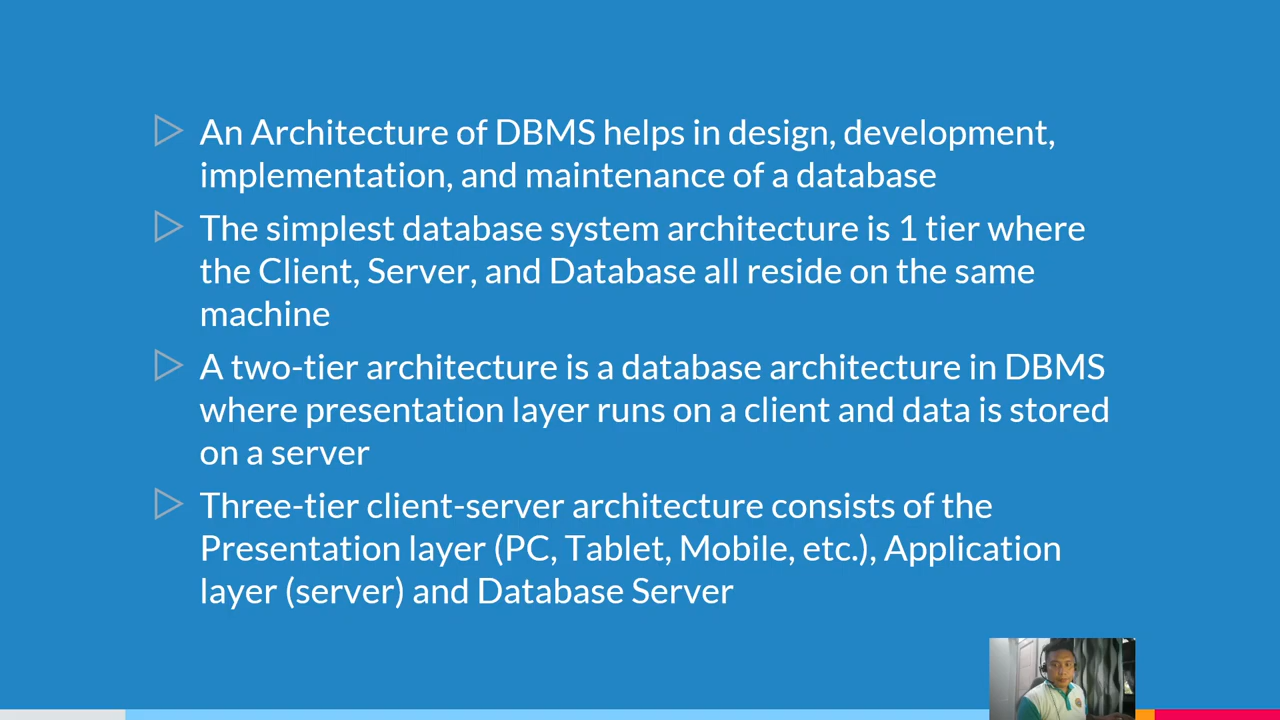 An Architecture of DBMS helps in design, development,
implementation, and maintenance of a database
The simplest database system architecture is 1 tier where
the Client, Server, and Database all reside on the same
machine
A two-tier architecture is a database architecture in DBMS
where presentation layer runs on a client and data is stored
on a server
Three-tier client-server architecture consists of the
Presentation layer (PC, Tablet, Mobile, etc.), Application
layer (server) and Database Server